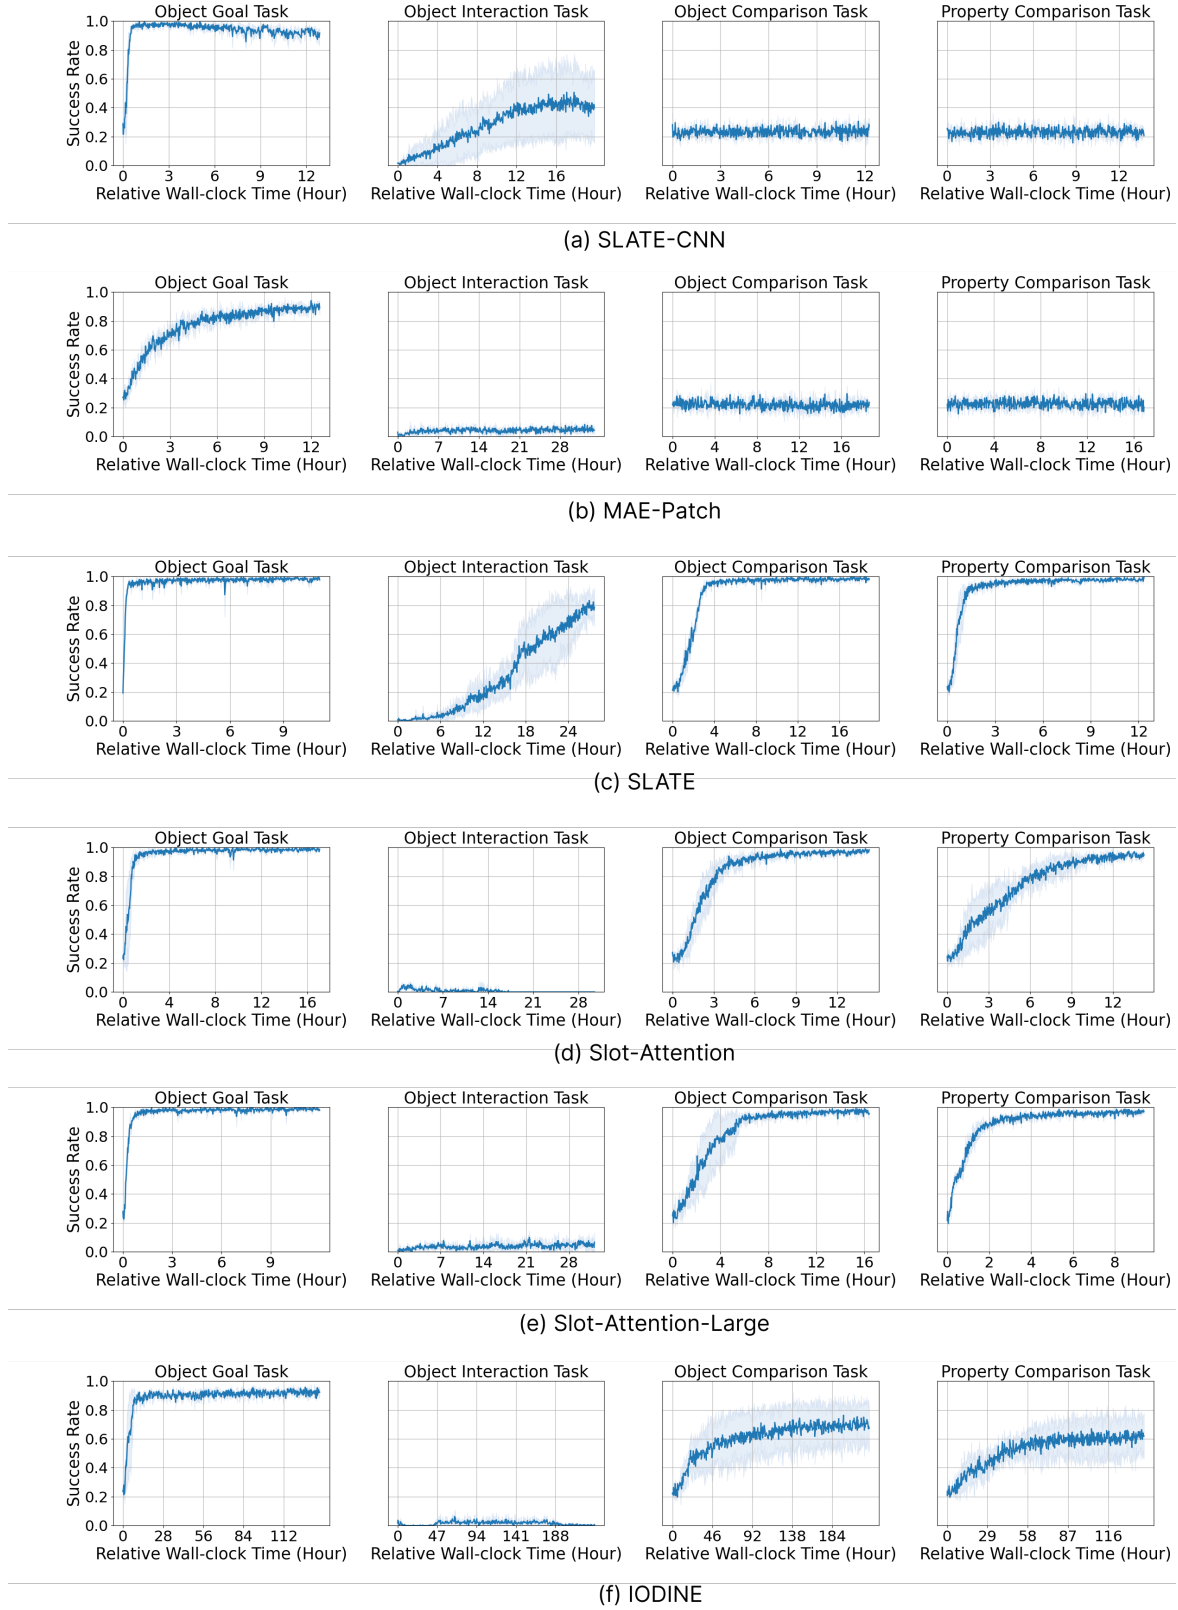 Object Goal Task Object Interaction Task Object Comparison Task Property Comparison Task
Success Rate
1.0
0.8
0.6
0.4
0.2
0.0
0 3 6 9 12 0 4 8 12 16 0 3 6 9 12 0 3 6 9 12
Relative Wall-clock Time (Hour) Relative Wall-clock Time (Hour) Relative Wall-clock Time (Hour) Relative Wall-clock Time (Hour)
(a) SLATE-CNN
Object Goal Task Object Interaction Task Object Comparison Task Property Comparison Task
Success Rate
1.0
0.8
0.6
0.4
0.2
0.0
0 3 6 9 12 0 7 14 21 28 0 4 8 12 16 0 4 8 12 16
Relative Wall-clock Time (Hour) Relative Wall-clock Time (Hour) Relative Wall-clock Time (Hour) Relative Wall-clock Time (Hour)
(b) MAE-Patch
Object Goal Task Object Interaction Task Object Comparison Task Property Comparison Task
Success Rate
1.0
0.8
0.6
0.4
0.2
0.0
0 3 6 9 0 6 12 18 24 0 4 8 12 16 0 3 6 9 12
Relative Wall-clock Time (Hour) Relative Wall-clock Time (Hour) Relative Wall-clock Time (Hour) Relative Wall-clock Time (Hour)
(c) SLATE
Object Goal Task Object Interaction Task Object Comparison Task Property Comparison Task
Success Rate
1.0
0.8
0.6
0.4
0.2
0.0
0 4 8 12 16 0 7 14 21 28 0 3 6 9 12 0 3 6 9 12
Relative Wall-clock Time (Hour) Relative Wall-clock Time (Hour) Relative Wall-clock Time (Hour) Relative Wall-clock Time (Hour)
(d) Slot-Attention
Object Goal Task Object Interaction Task Object Comparison Task Property Comparison Task
Success Rate
1.0
0.8
0.6
0.4
0.2
0.0
0 3 6 9 0 7 14 21 28 0 4 8 12 16 0 2 4 6 8
Relative Wall-clock Time (Hour) Relative Wall-clock Time (Hour) Relative Wall-clock Time (Hour) Relative Wall-clock Time (Hour)
(e) Slot-Attention-Large
Object Goal Task Object Interaction Task Object Comparison Task Property Comparison Task
Success Rate
1.0
0.8
0.6
0.4
0.2
0.0
0 28 56 84 112 0 47 94 141 188 0 46 92 138 184 0 29 58 87 116
Relative Wall-clock Time (Hour) Relative Wall-clock Time (Hour) Relative Wall-clock Time (Hour) Relative Wall-clock Time (Hour)
(f) IODINE